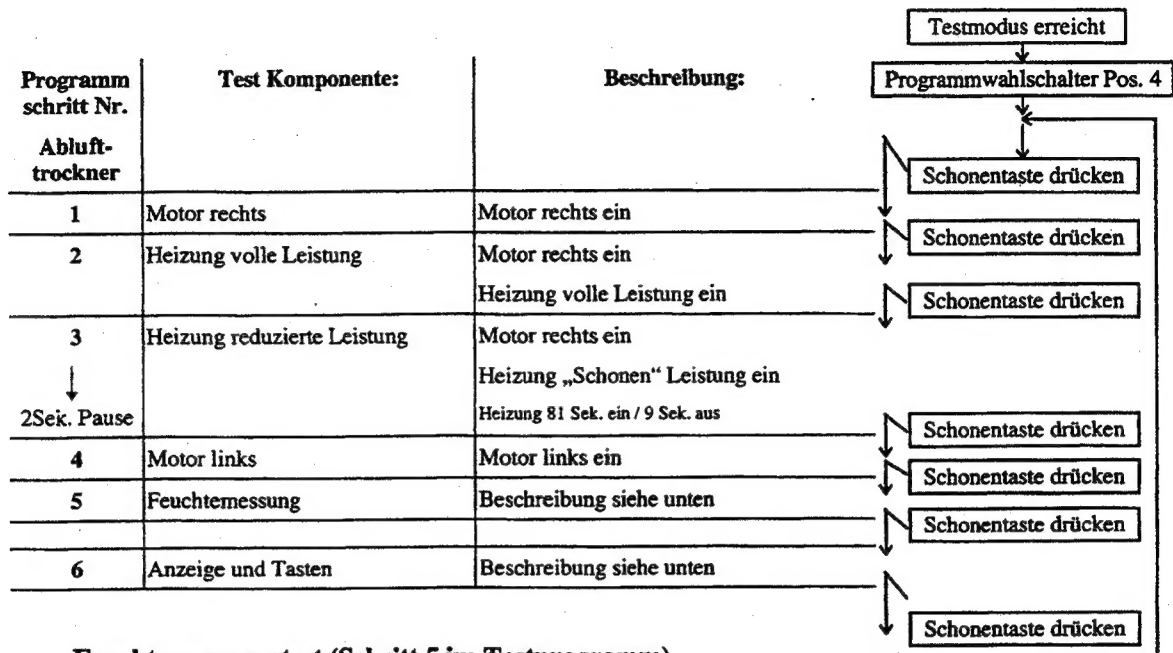 Testmodus erreicht
Programmwahlschalter Pos. 4
Programm
schritt Nr.
Abluft-
trockner
Test Komponente:
Beschreibung:
Schonentaste drücken
1 Motor rechts Motor rechts ein
Schonentaste drücken
2 Heizung volle Leistung Motor rechts ein
Heizung volle Leistung ein
Schonentaste drücken
3 Heizung reduzierte Leistung Motor rechts ein
Heizung „Schonen“ Leistung ein
2Sek. Pause Heizung 81 Sek. ein / 9 Sek. aus
Schonentaste drücken
4 Motor links Motor links ein
Schonentaste drücken
5 Feuchtemessung Beschreibung siehe unten
Schonentaste drücken
6 Anzeige und Tasten Beschreibung siehe unten
Schonentaste drücken
(Schritt 5 im Testprogramm)